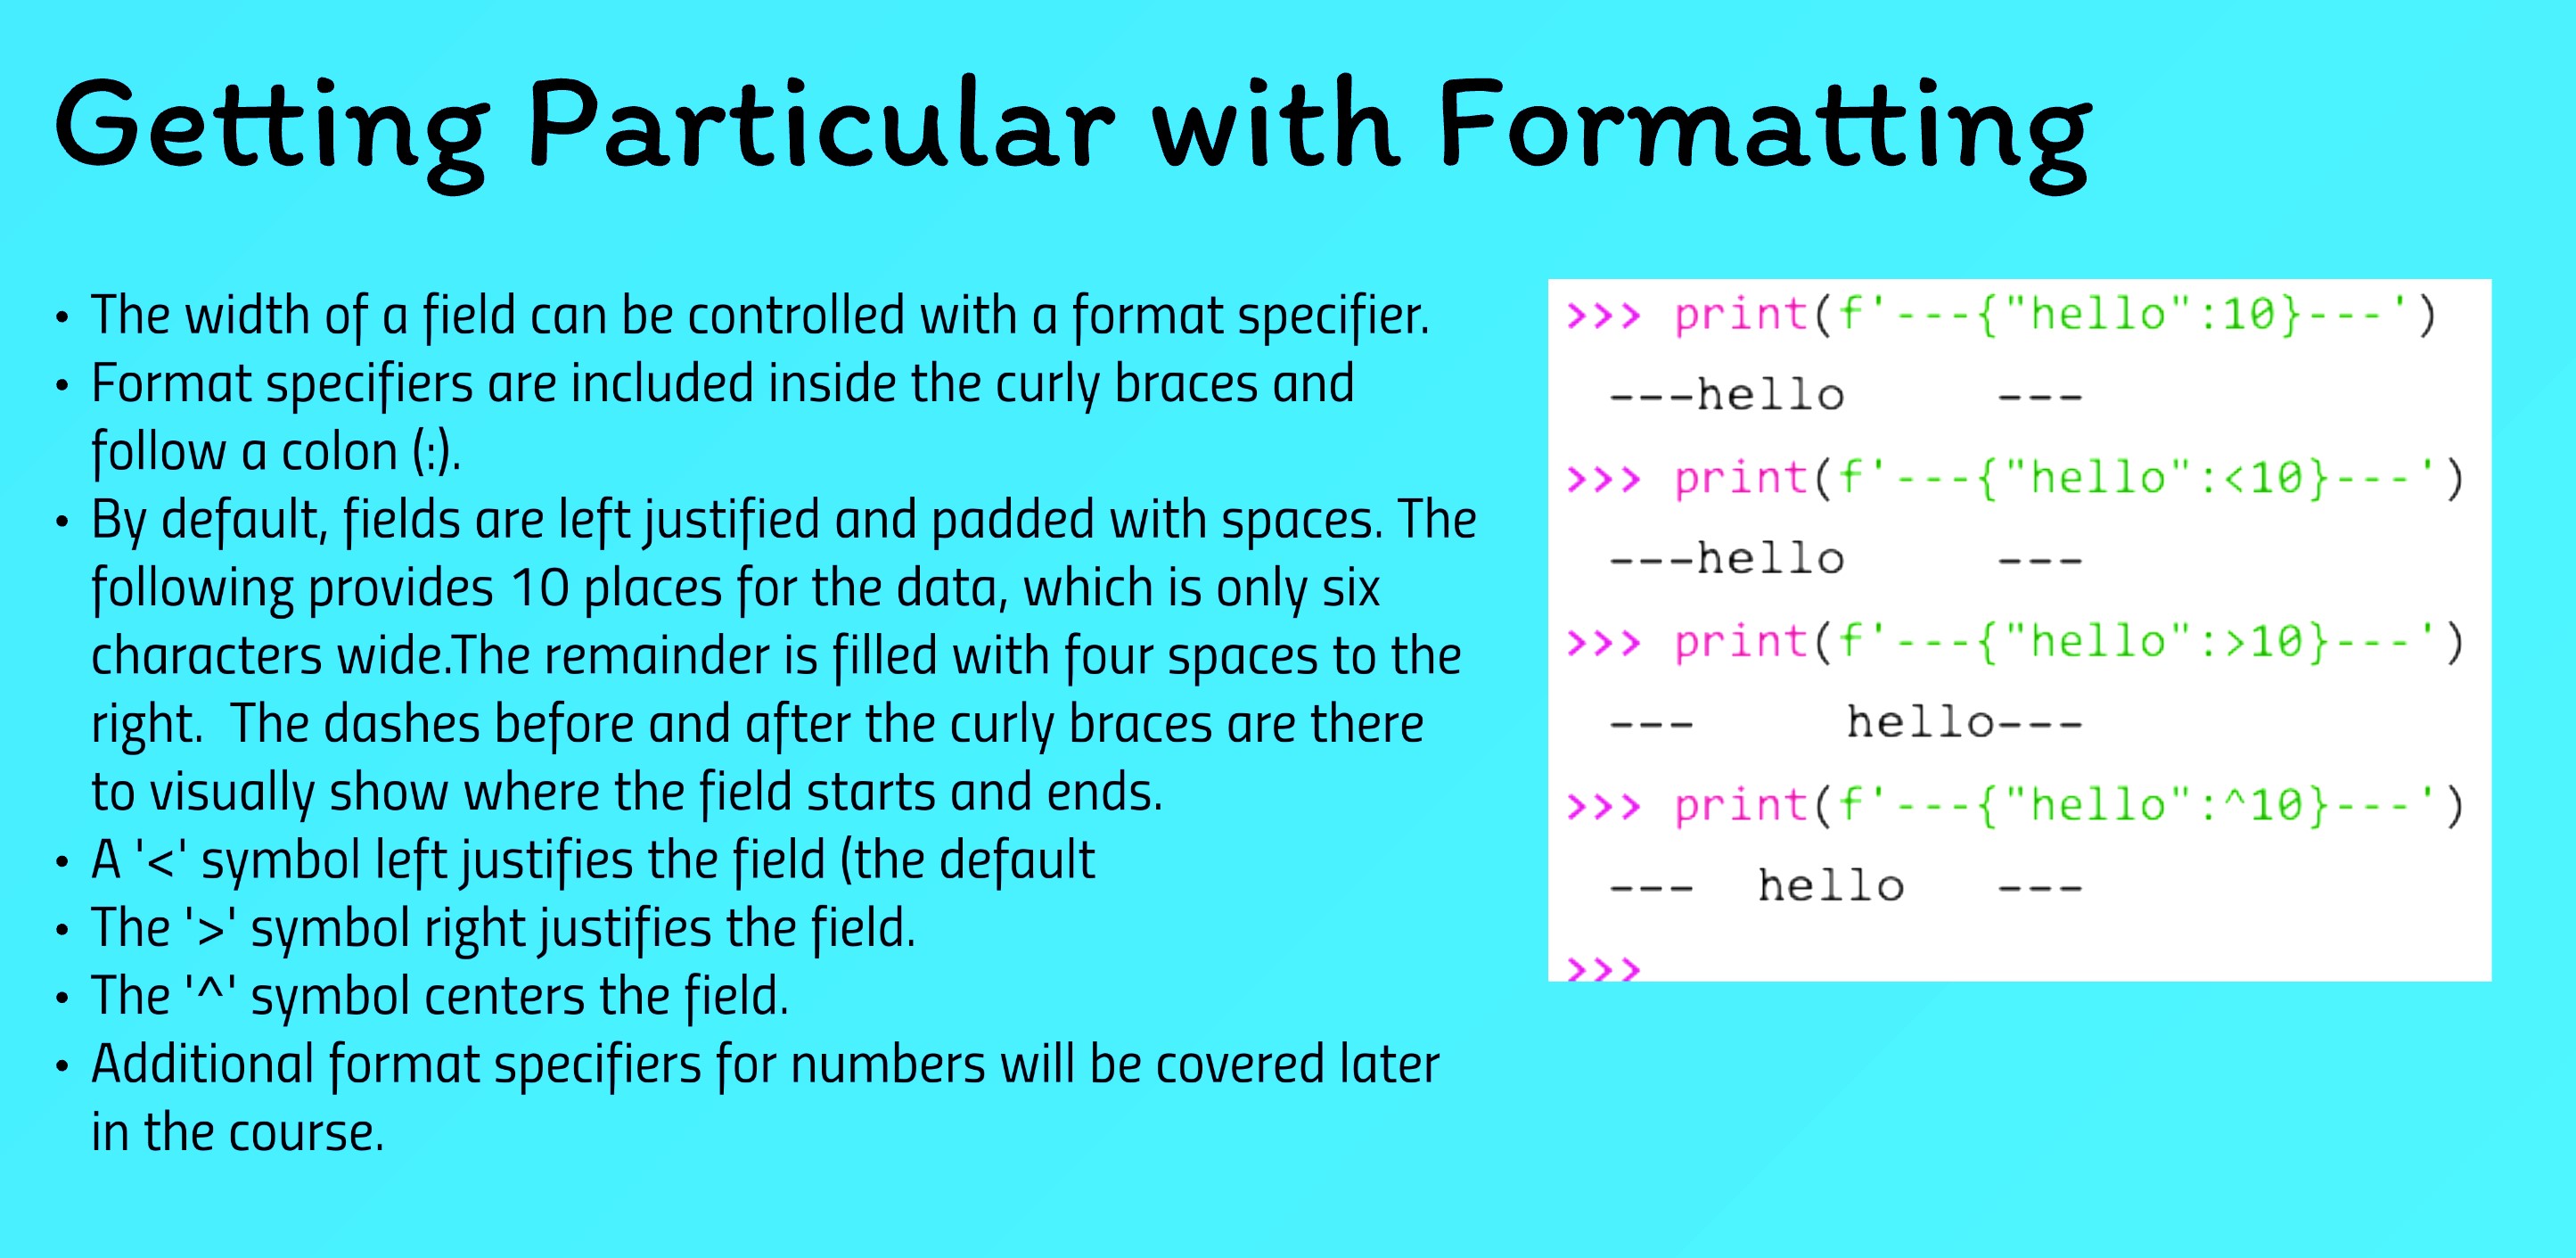 Getting Particular with Formatting
• The width of a field can be controlled with a format specifier.
• Format specifiers are included inside the curly braces and
follow a colon (:).
• By default, fields are left justified and padded with spaces. The
following provides 10 places for the data, which is only six
characters wide.The remainder is filled with four spaces to the
right.  The dashes before and after the curly braces are there
to visually show where the field starts and ends.
• A '<' symbol left justifies the field (the default
• The '>' symbol right justifies the field.
• The '^' symbol centers the field.
• Additional format specifiers for numbers will be covered later
in the course.
>>> print(f'---{"hello":10}---')
---hello     ---
>>> print(f'---{"hello":<10}---')
---hello     ---
>>> print(f'---{"hello":>10}---')
---     hello---
>>> print(f'---{"hello":^10}---')
---  hello   ---
>>>